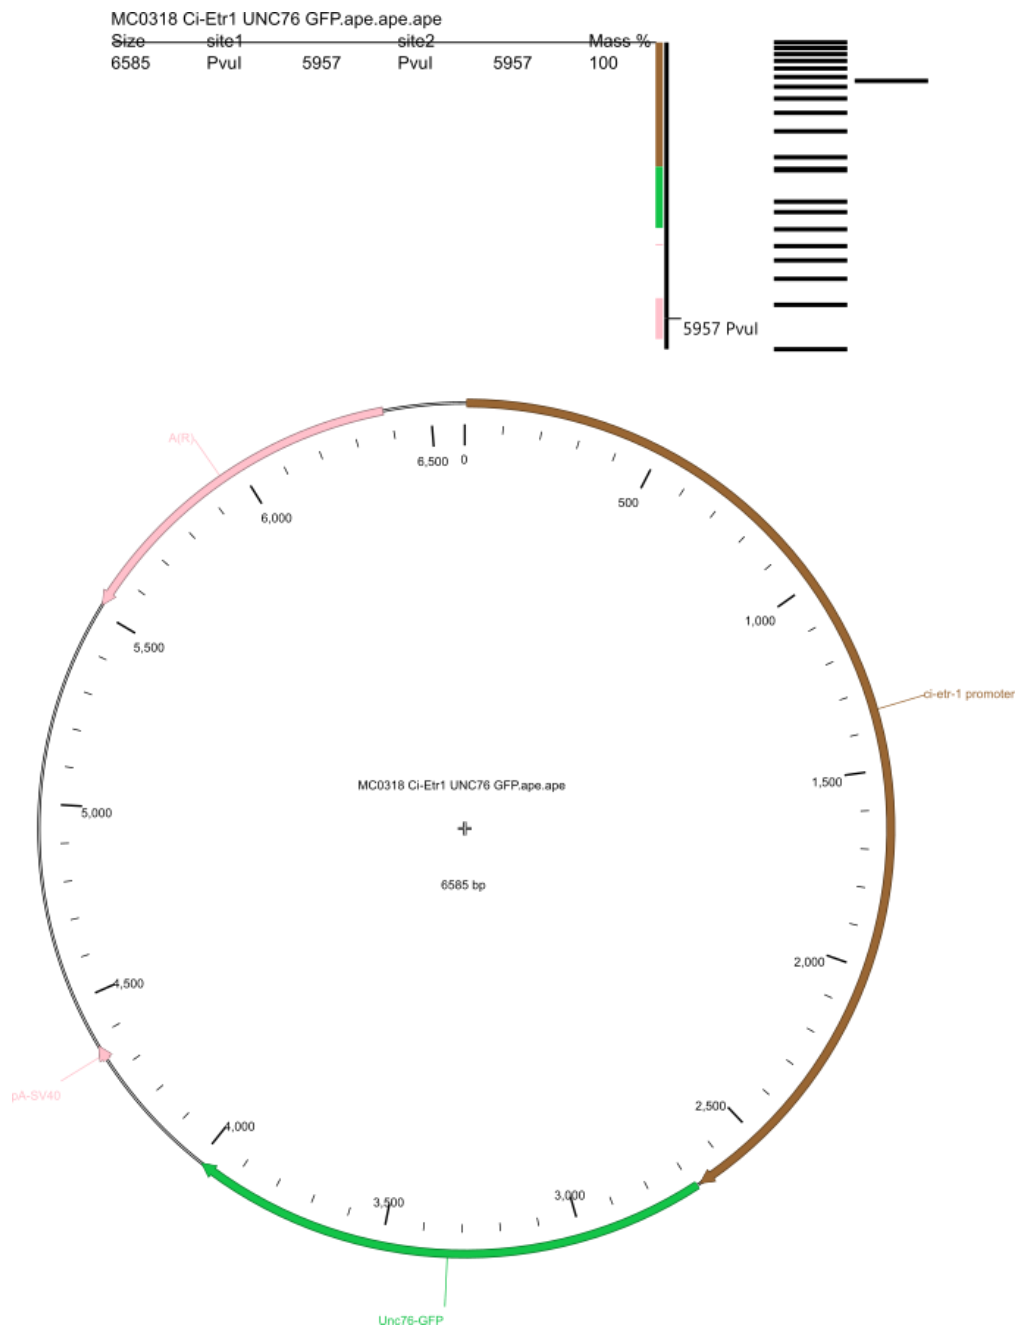 MC0318 Ci-Etr1 UNC76 GFP.ape.ape.ape
Size site1 site2 Mass %
6585 PvuI 5957 PvuI 5957 100
5957 PvuI
A(R)
6,500 0
500
6,000
1,000
5,500
ci-etr-1 promoter
1,500
MC0318 Ci-Etr1 UNC76 GFP.ape.ape
5,000
6585 bp
2,000
4,500
pA-SV40
2,500
4,000
3,500
3,000
Unc76-GFP